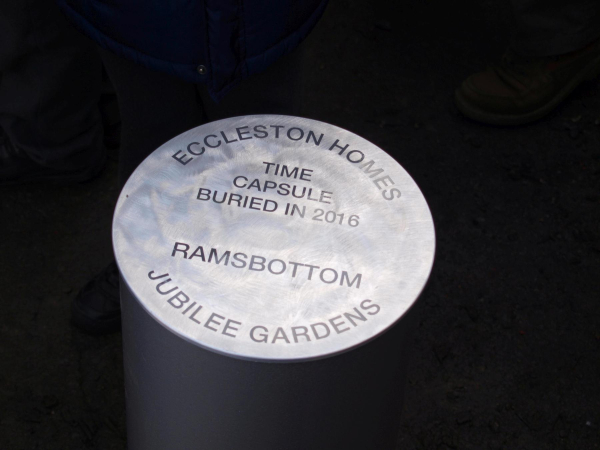 ECCLESTON HOMES
TIME
CAPSULE
BURIED IN 2016
RAMSBOTTOM
JUBILEE GARDENS